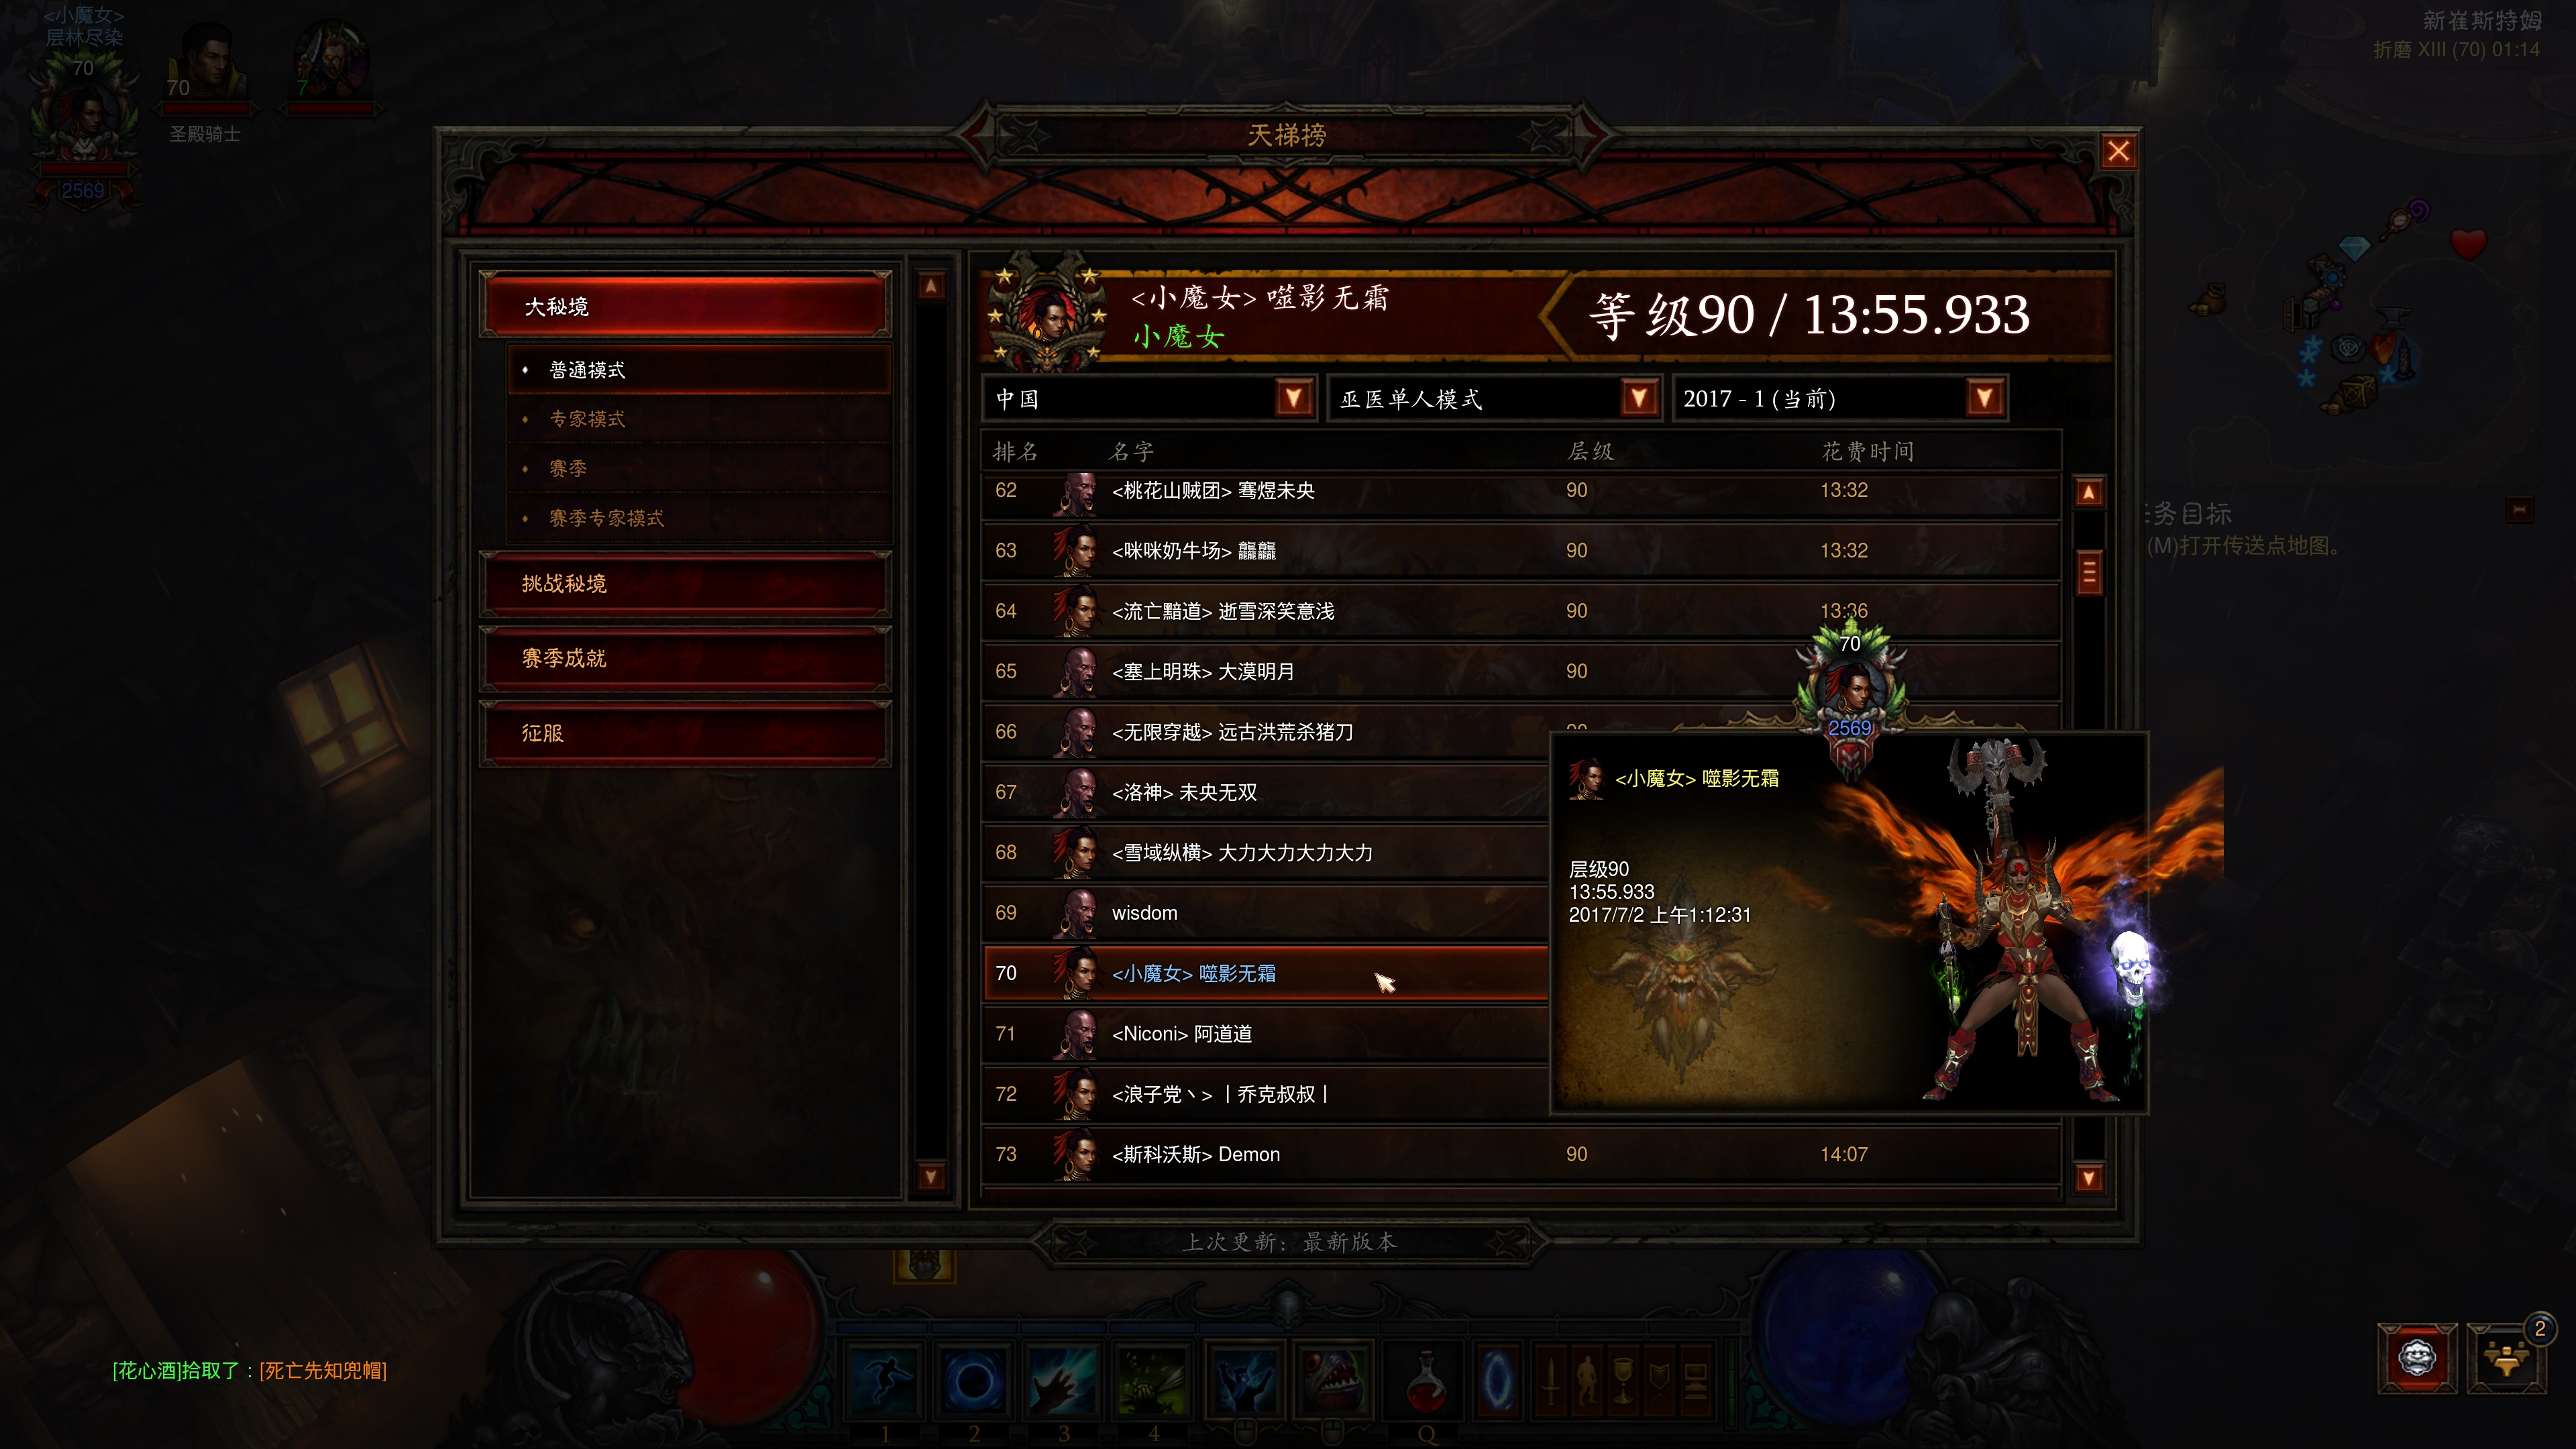 <小魔女>
层林尽染
70
2569
70
圣殿骑士
7
新崔斯特姆
折磨 XIII (70) 01:14
天梯榜
大秘境
普通模式
专家模式
赛季
赛季专家模式
挑战秘境
赛季成就
征服
<小魔女> 噬影无霜
小魔女
等级90 / 13:55.933
中国
巫医单人模式
2017 - 1 (当前)
排名 名字 层级 花费时间
62 <桃花山贼团> 骞煜未央 90 13:32
63 <咪咪奶牛场> 龘龘 90 13:32
64 <流亡黯道> 逝雪深笑意浅 90 13:36
65 <塞上明珠> 大漠明月 90
66 <无限穿越> 远古洪荒杀猪刀
67 <洛神> 未央无双
68 <雪域纵横> 大力大力大力大力
69 wisdom
70 <小魔女> 噬影无霜
71 <Niconi> 阿道道
72 <浪子党丶> 丨乔克叔叔丨
73 <斯科沃斯> Demon 90 14:07
70
2569
<小魔女> 噬影无霜
层级90
13:55.933
2017/7/2 上午1:12:31
务目标
(M)打开传送点地图。
上次更新：最新版本
[花心酒]拾取了：[死亡先知兜帽]
1 2 3 4 Q
2